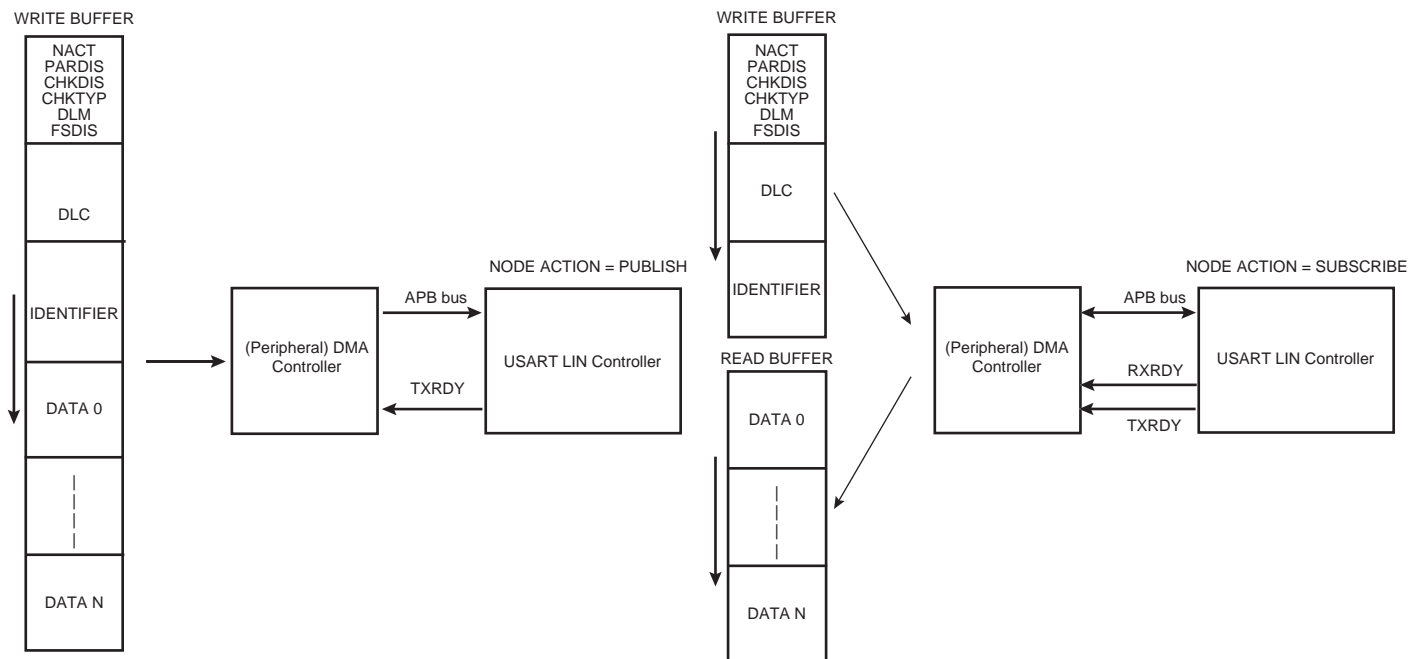 WRITE BUFFER
NACT
PARDIS
CHKDIS
CHKTYP
DLM
FSDIS
DLC
IDENTIFIER
DATA 0
DATA N
(Peripheral) DMA
Controller
APB bus
TXRDY
NODE ACTION = PUBLISH
USART LIN Controller
WRITE BUFFER
NACT
PARDIS
CHKDIS
CHKTYP
DLM
FSDIS
DLC
IDENTIFIER
READ BUFFER
DATA 0
DATA N
(Peripheral) DMA
Controller
APB bus
RXRDY
TXRDY
NODE ACTION = SUBSCRIBE
USART LIN Controller